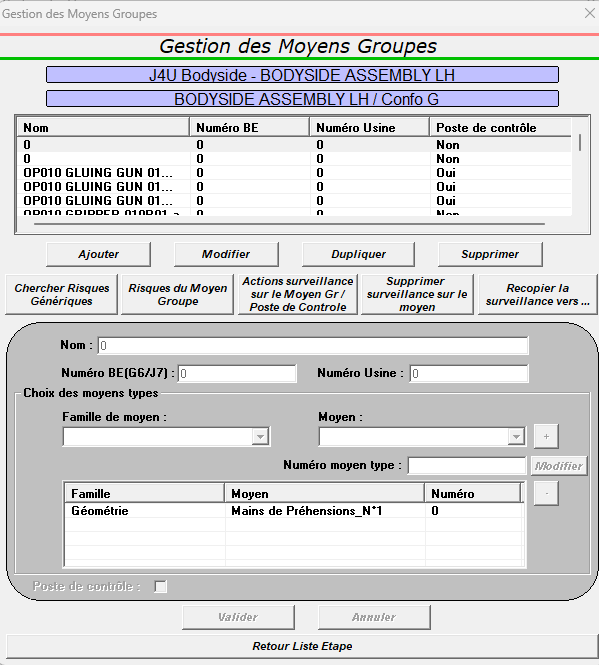 Gestion des Moyens Groupes
Gestion des Moyens Groupes
J4U Bodyside - BODYSIDE ASSEMBLY LH
BODYSIDE ASSEMBLY LH / Confo G
Nom Numéro BE Numéro Usine Poste de contrôle
0 0 0 Non
0 0 0 Non
OP010 GLUING GUN 01... 0 0 Oui
OP010 GLUING GUN 01... 0 0 Oui
OP010 GRIPPER 010R01 0 0 Non
Ajouter Modifier Dupliquer Supprimer
Chercher Risques
Génériques
Risques du Moyen
Groupe
Actions surveillance
sur le Moyen Gr /
Poste de Controle
Supprimer
surveillance sur le
moyen
Recopier la
surveillance vers ...
Nom : 0
Numéro BE(G6/J7) : 0 Numéro Usine : 0
Choix des moyens types
Famille de moyen : Moyen :
+
Numéro moyen type : Modifier
Famille Moyen Numéro -
Géométrie Mains de Préhensions_N°1 0
Poste de contrôle :
Valider Annuler
Retour Liste Etape